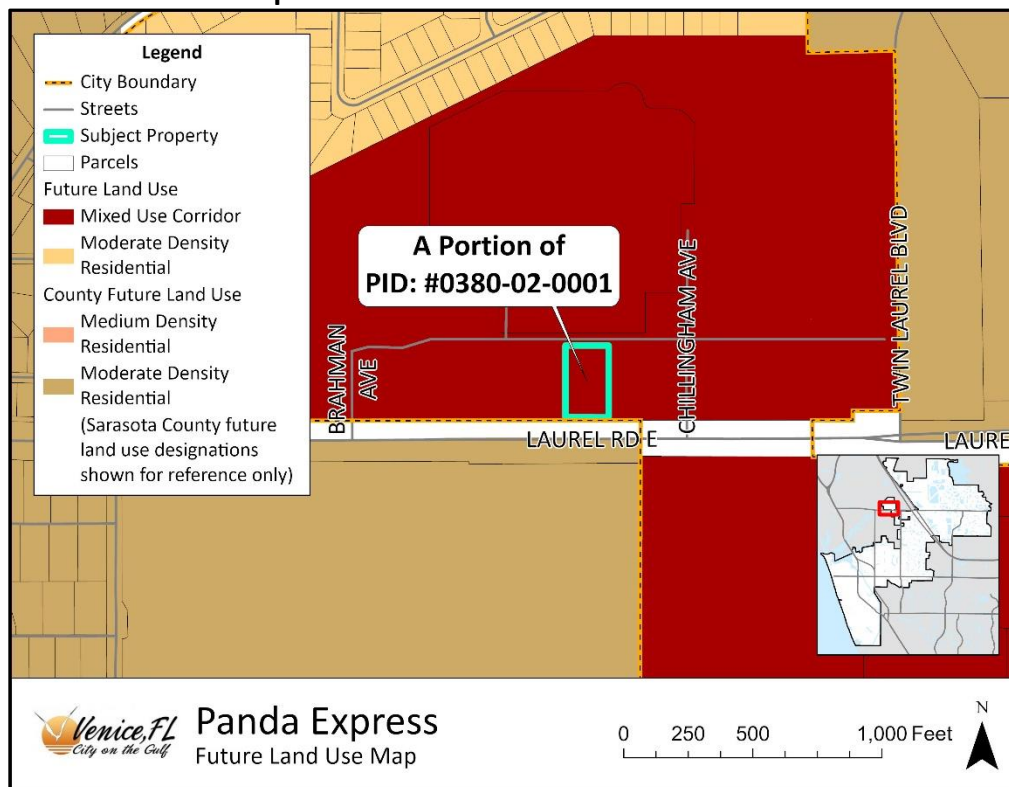 Legend
City Boundary
Streets
Subject Property
Parcels
Future Land Use
Mixed Use Corridor
Moderate Density
Residential
County Future Land Use
Medium Density
Residential
Moderate Density
Residential
(Sarasota County future
land use designations
shown for reference only)
A Portion of
PID: #0380-02-0001
BRAHMAN
AVE
CHILLINGHAM AVE
TWIN LAUREL BLVD
LAUREL RD E
LAURE
Venice, FL
City on the Gulf
Panda Express
Future Land Use Map
0 250 500 1,000 Feet
N